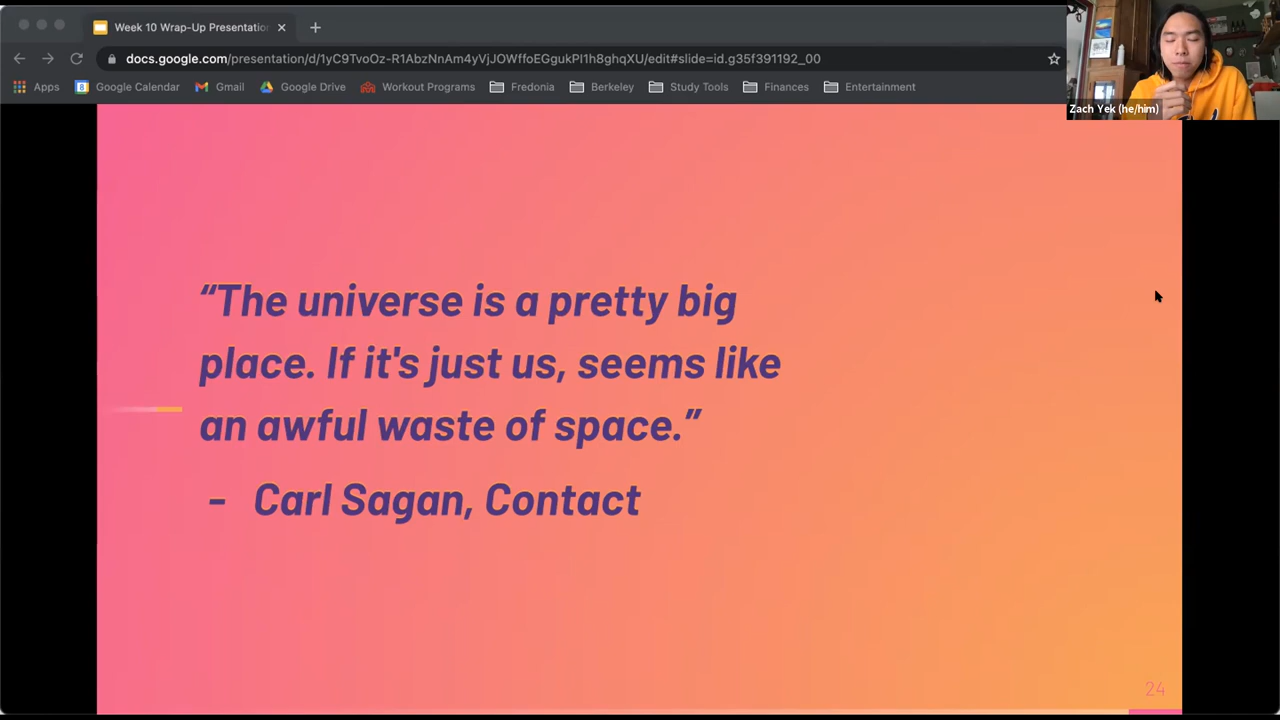 Week 10 Wrap-Up Presentatio
docs.google.com/presentation/d/1yC9TvoOz-R1AbzNnAm4yVjJOWffoEGgukPI1h8ghqXU/edit#slide=id.g35f391192_00
Apps Google Calendar Gmail Google Drive Workout Programs Fredonia Berkeley Study Tools Finances Entertainment
Zach Yek (he/him)
“The universe is a pretty big
place. If it's just us, seems like
an awful waste of space.”
- Carl Sagan, Contact
24